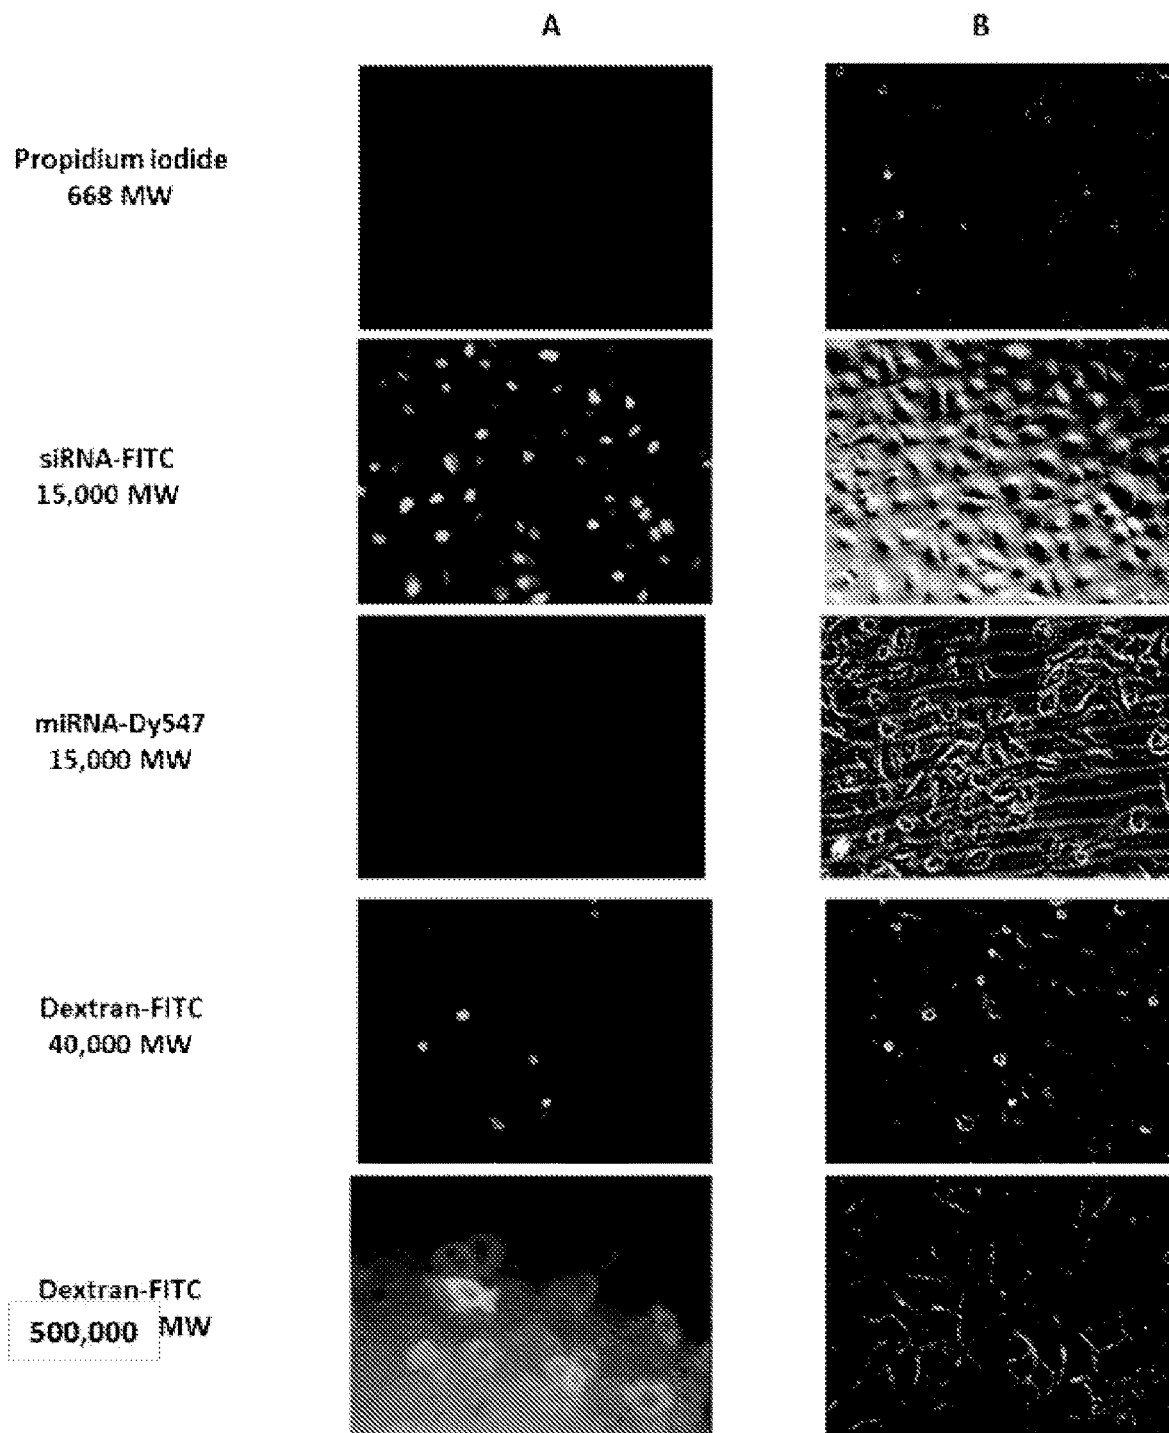 A
B
Propidium iodide
668 MW
siRNA-FITC
15,000 MW
miRNA-Dy547
15,000 MW
Dextran-FITC
40,000 MW
Dextran-FITC
500,000 MW